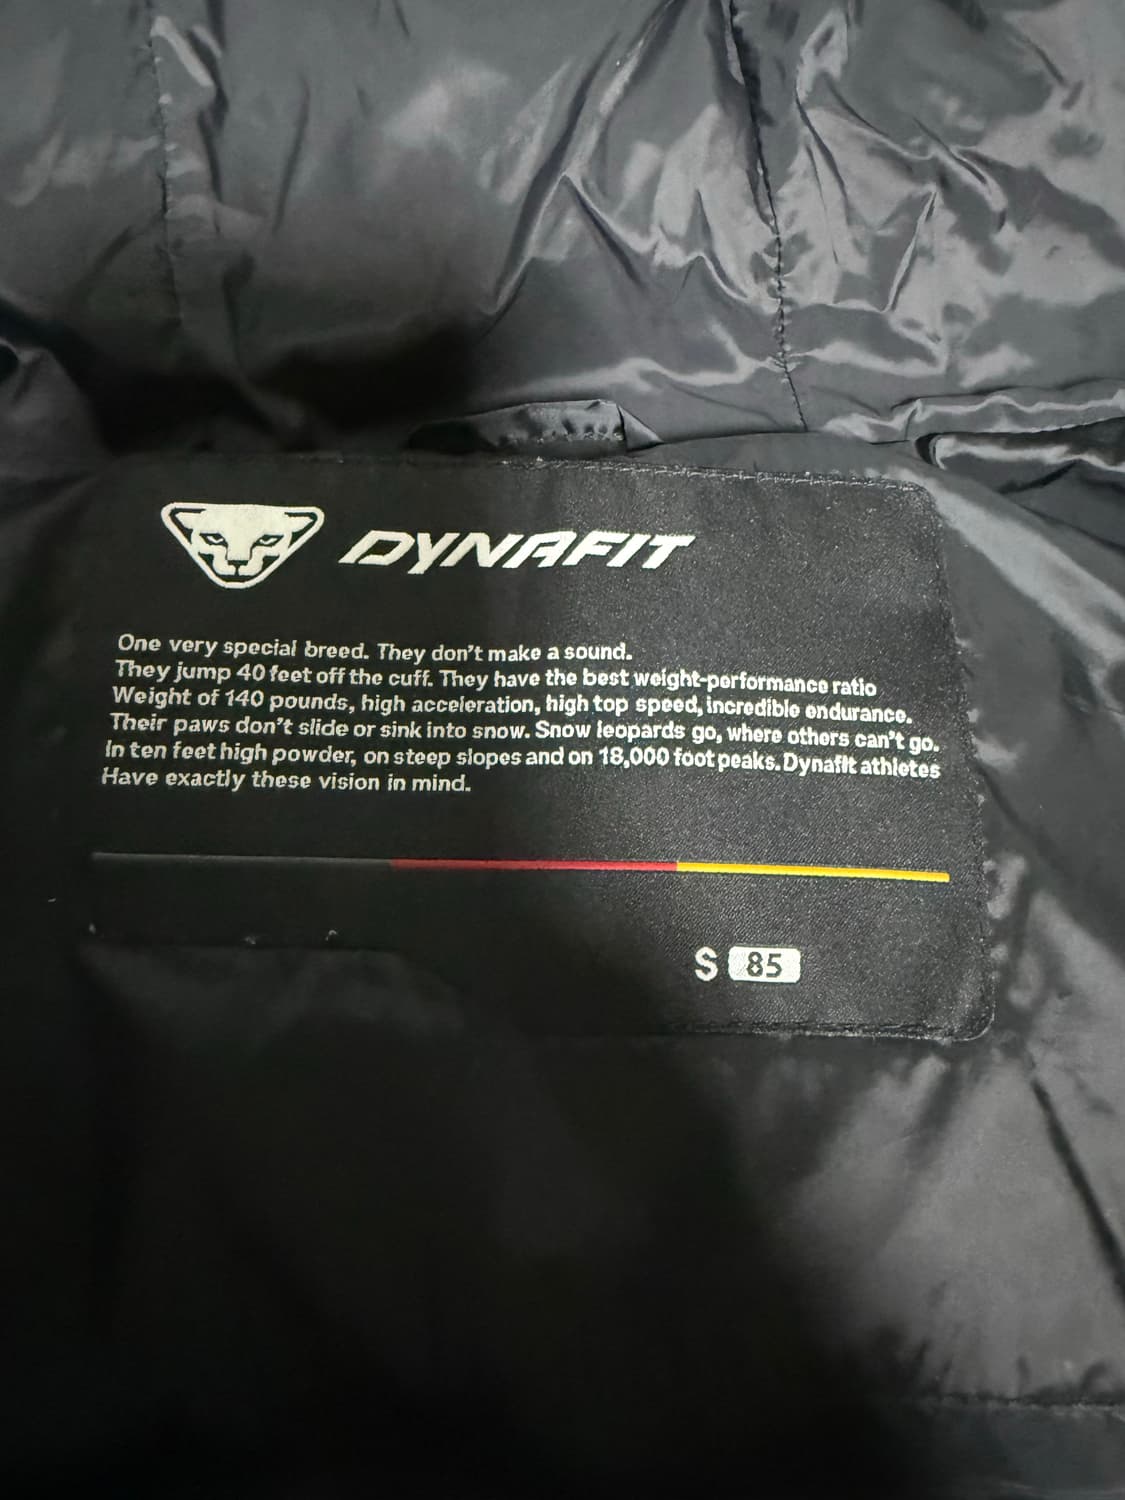 DYNAFIT
One very special breed. They don't make a sound.
They jump 40 feet off the cuff. They have the best weight-performance ratio
Weight of 140 pounds, high acceleration, high top speed, incredible endurance.
Their paws don't slide or sink into snow. Snow leopards go, where others can't go.
In ten feet high powder, on steep slopes and on 18,000 foot peaks. Dynafit athletes
Have exactly these vision in mind.
S 85